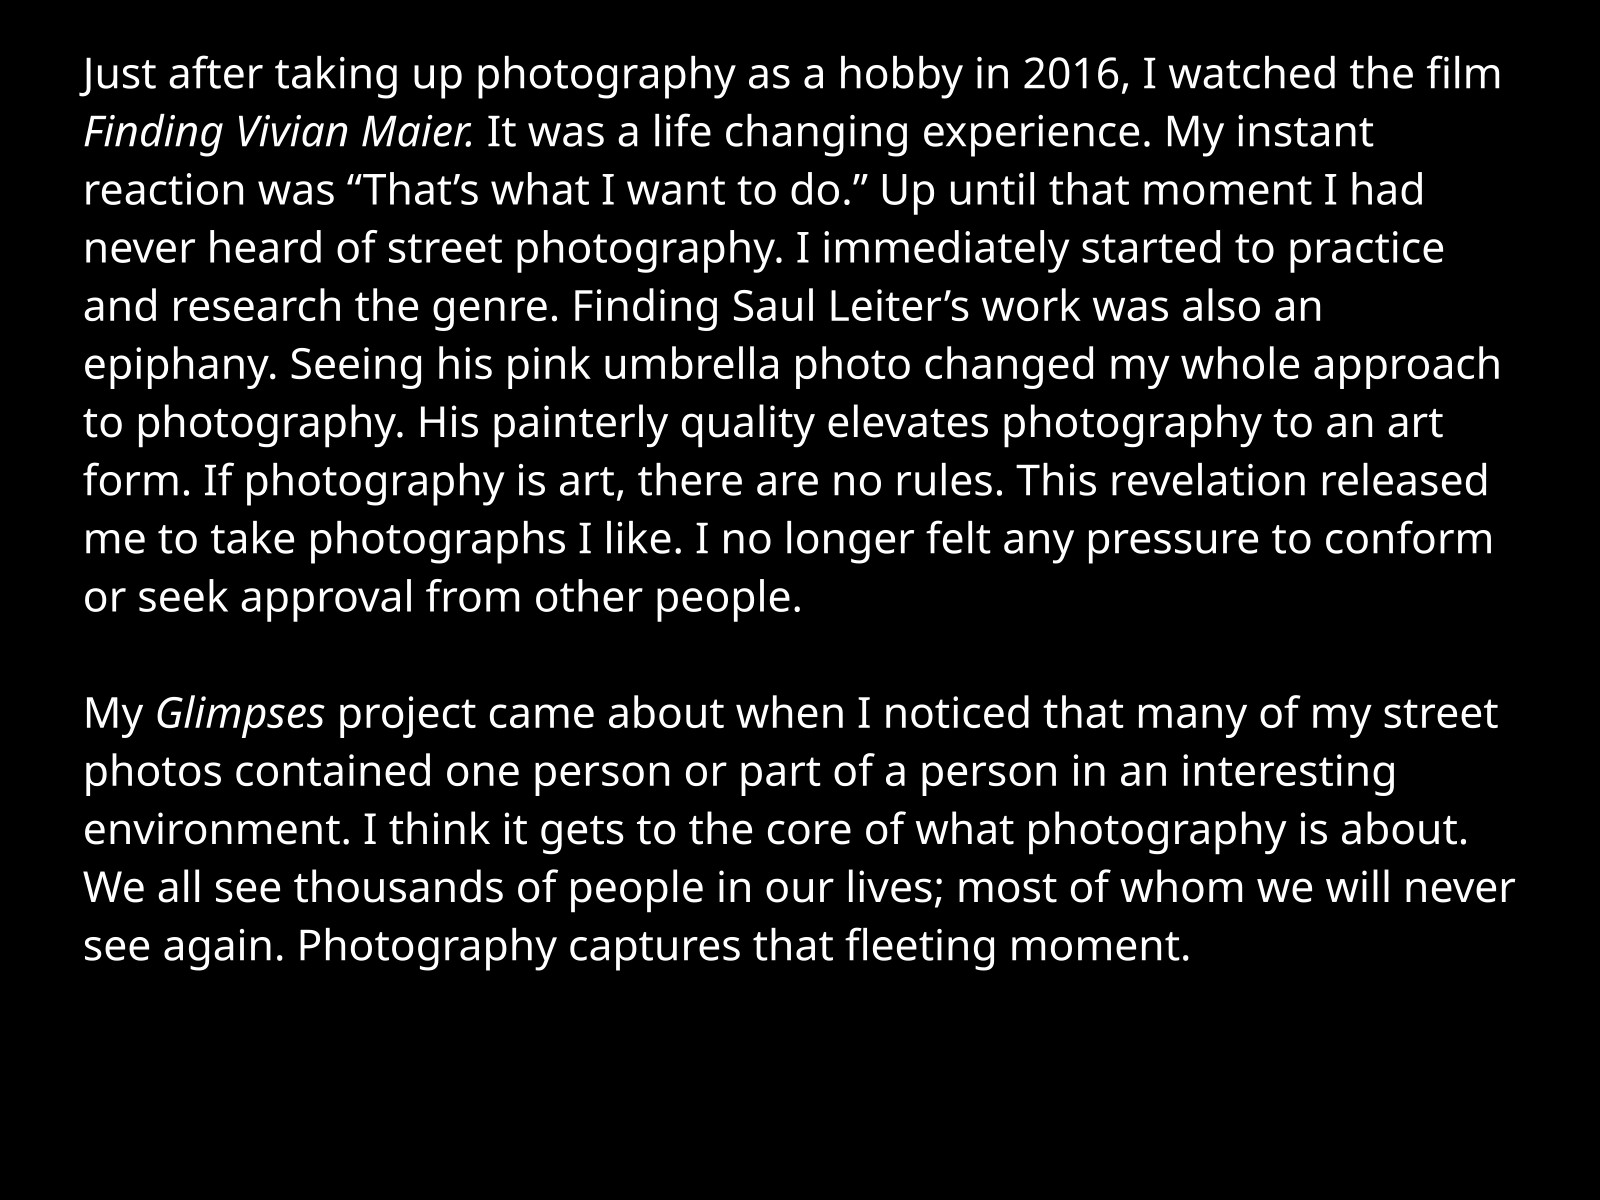 Just after taking up photography as a hobby in 2016, I watched the film
Finding Vivian Maier. It was a life changing experience. My instant
reaction was “That’s what I want to do.” Up until that moment I had
never heard of street photography. I immediately started to practice
and research the genre. Finding Saul Leiter’s work was also an
epiphany. Seeing his pink umbrella photo changed my whole approach
to photography. His painterly quality elevates photography to an art
form. If photography is art, there are no rules. This revelation released
me to take photographs I like. I no longer felt any pressure to conform
or seek approval from other people.

My Glimpses project came about when I noticed that many of my street
photos contained one person or part of a person in an interesting
environment. I think it gets to the core of what photography is about.
We all see thousands of people in our lives; most of whom we will never
see again. Photography captures that fleeting moment.